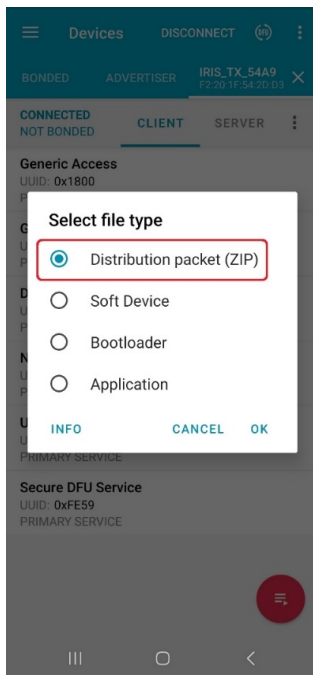 Devices
DISCONNECT
DFU
BONDED
ADVERTISER
IRIS_TX_54A9
F2:20:1F:54:2D:D3
CONNECTED
NOT BONDED
CLIENT
SERVER
Generic Access
UUID: 0x1800
P
G
U
P
Select file type
Distribution packet (ZIP)
Soft Device
Bootloader
Application
INFO
CANCEL
OK
D
U
P
N
U
P
U
U
PRIMARY SERVICE
Secure DFU Service
UUID: 0xFE59
PRIMARY SERVICE